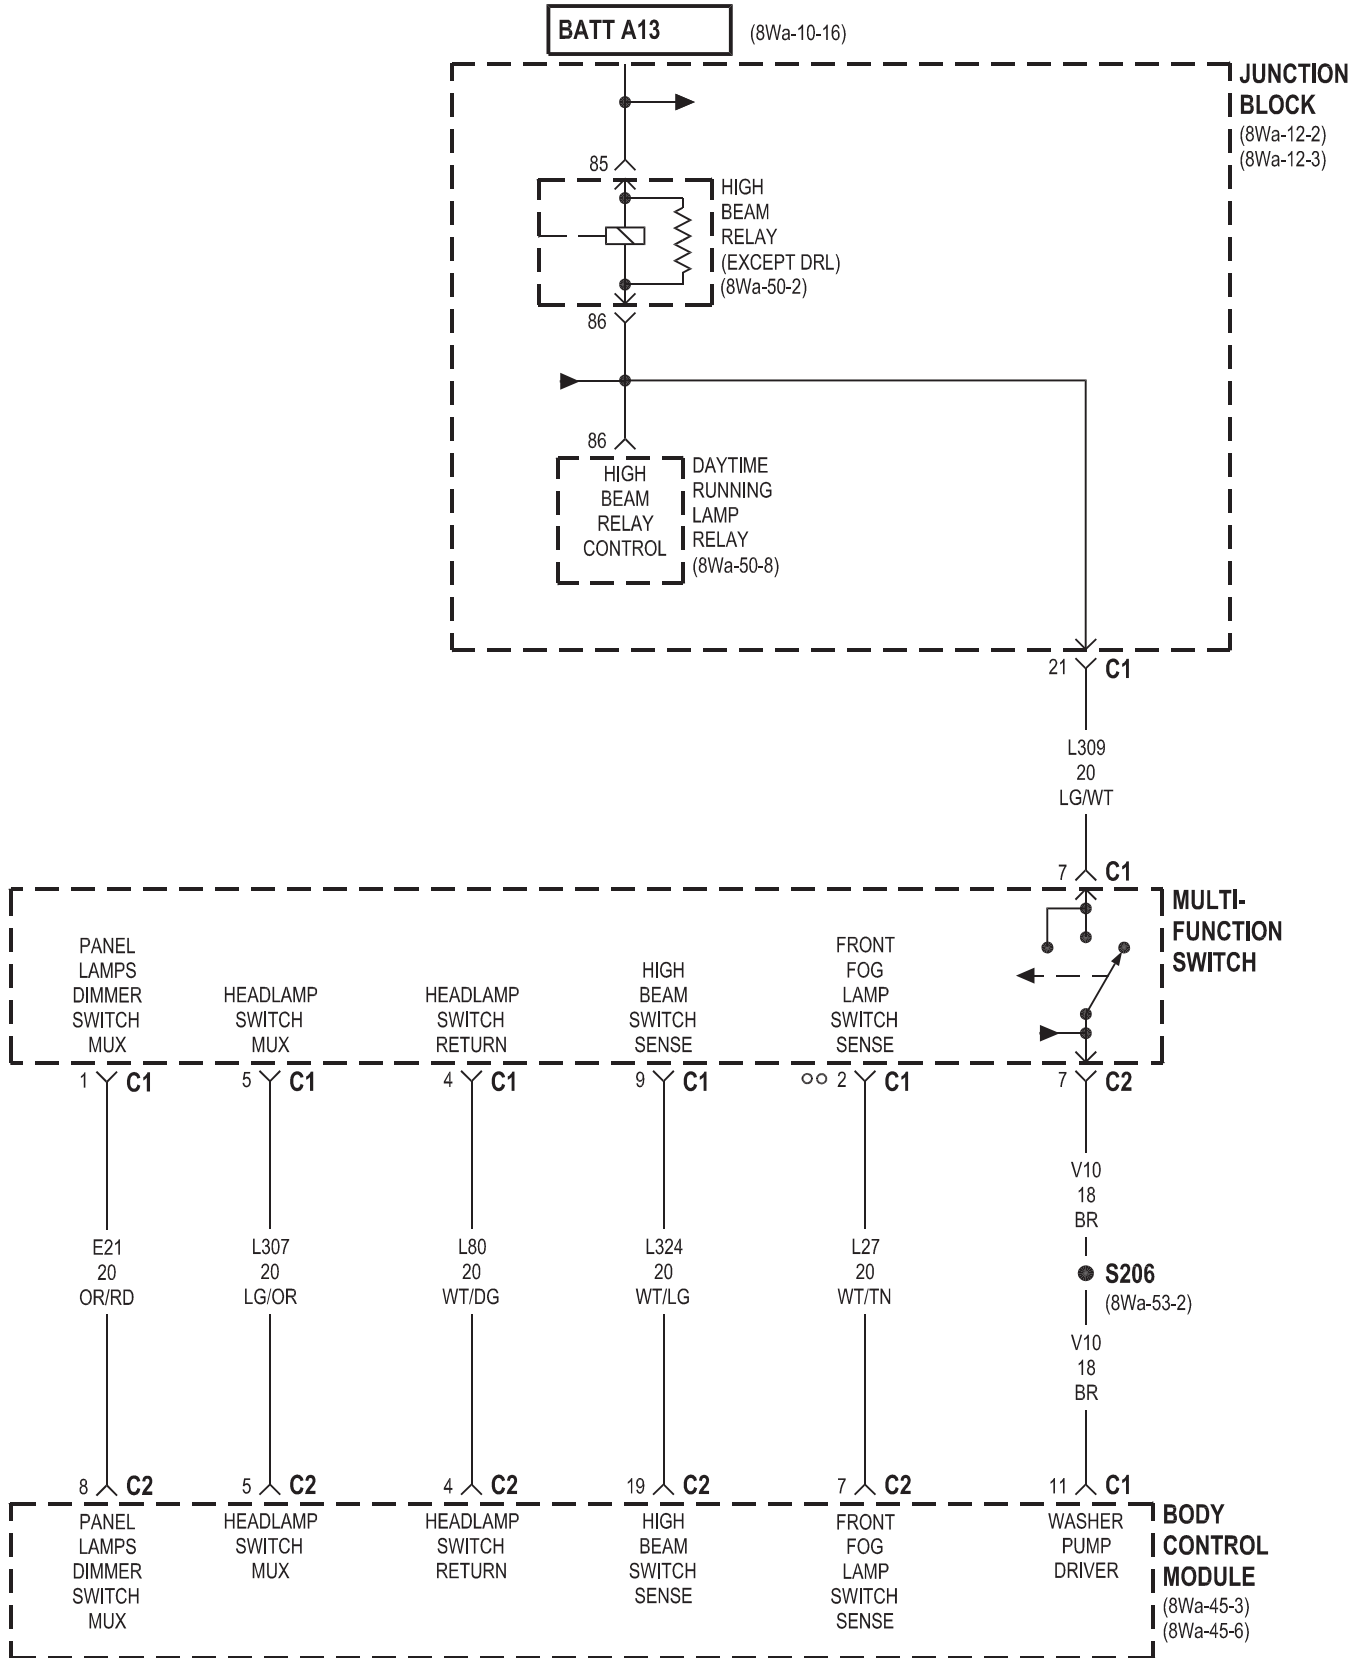 BATT A13
(8Wa-10-16)
JUNCTION
BLOCK
(8Wa-12-2)
(8Wa-12-3)
85
HIGH
BEAM
RELAY
(EXCEPT DRL)
(8Wa-50-2)
86
86
HIGH
BEAM
RELAY
CONTROL
DAYTIME
RUNNING
LAMP
RELAY
(8Wa-50-8)
21 C1
L309
20
LG/WT
7 C1
MULTI-
FUNCTION
SWITCH
PANEL
LAMPS
DIMMER
SWITCH
MUX
HEADLAMP
SWITCH
MUX
HEADLAMP
SWITCH
RETURN
HIGH
BEAM
SWITCH
SENSE
FRONT
FOG
LAMP
SWITCH
SENSE
1 C1
5 C1
4 C1
9 C1
2 C1
7 C2
V10
18
BR
E21
20
OR/RD
L307
20
LG/OR
L80
20
WT/DG
L324
20
WT/LG
L27
20
WT/TN
S206
(8Wa-53-2)
V10
18
BR
8 C2
5 C2
4 C2
19 C2
7 C2
11 C1
PANEL
LAMPS
DIMMER
SWITCH
MUX
HEADLAMP
SWITCH
MUX
HEADLAMP
SWITCH
RETURN
HIGH
BEAM
SWITCH
SENSE
FRONT
FOG
LAMP
SWITCH
SENSE
WASHER
PUMP
DRIVER
BODY
CONTROL
MODULE
(8Wa-45-3)
(8Wa-45-6)